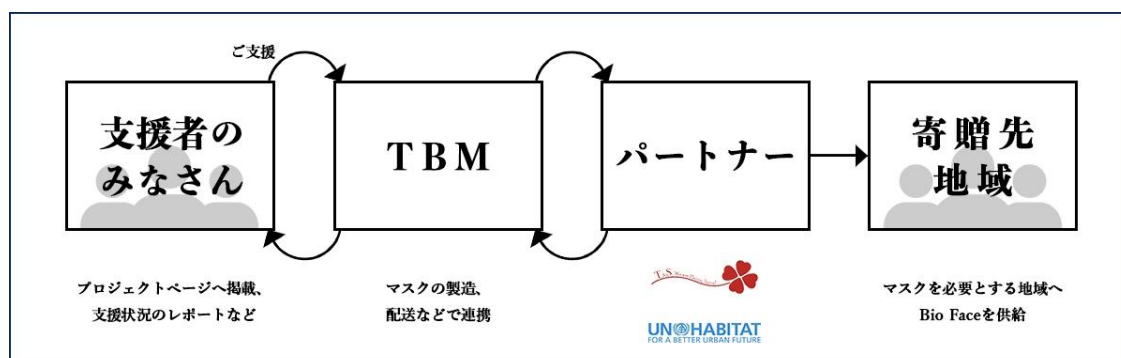 ご支援
支援者の
みなさん
TBM
パートナー
寄贈先
地域
プロジェクトページへ掲載、
支援状況のレポートなど
マスクの製造、
配送などで連携
マスクを必要とする地域へ
Bio Faceを供給
UN HABITAT
FOR A BETTER URBAN FUTURE